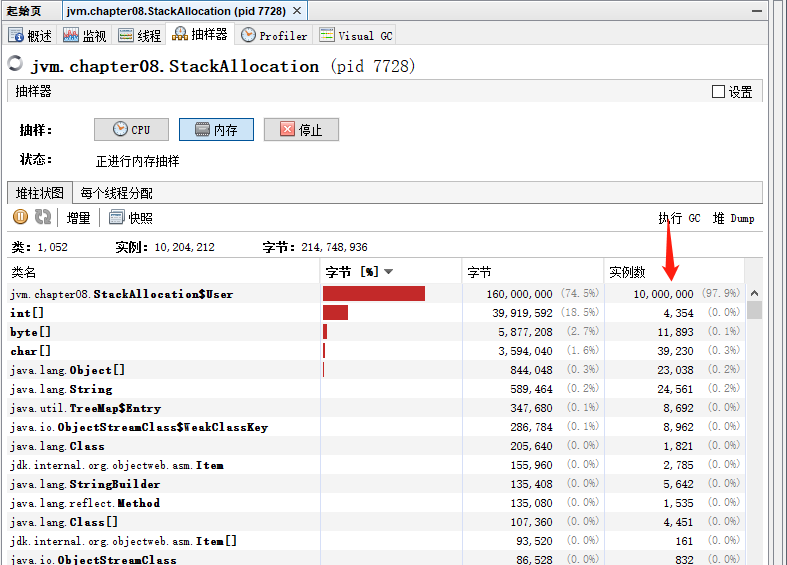 起始页 jvm.chapter08.StackAllocation (pid 7728) ×
概述 监视 线程 抽样器 Profiler Visual GC
jvm.chapter08.StackAllocation (pid 7728)
抽样器 设置
抽样: CPU 内存 停止
状态: 正进行内存抽样
堆柱状图 每个线程分配
增量 快照 执行 GC 堆 Dump
类: 1,052 实例: 10,204,212 字节: 214,748,936
类名 字节 [%] 字节 实例数
jvm.chapter08.StackAllocation$User 160,000,000 (74.5%) 10,000,000 (97.9%)
int[] 39,919,592 (18.5%) 4,354 (0.0%)
byte[] 5,877,208 (2.7%) 11,893 (0.1%)
char[] 3,594,040 (1.6%) 39,230 (0.3%)
java.lang.Object[] 844,048 (0.3%) 23,038 (0.2%)
java.lang.String 589,464 (0.2%) 24,561 (0.2%)
java.util.TreeMap$Entry 347,680 (0.1%) 8,692 (0.0%)
java.io.ObjectStreamClass$WeakClassKey 286,784 (0.1%) 8,962 (0.0%)
java.lang.Class 205,640 (0.0%) 1,821 (0.0%)
jdk.internal.org.objectweb.asm.Item 155,960 (0.0%) 2,785 (0.0%)
java.lang.StringBuilder 135,408 (0.0%) 5,642 (0.0%)
java.lang.reflect.Method 135,080 (0.0%) 1,535 (0.0%)
java.lang.Class[] 107,360 (0.0%) 4,451 (0.0%)
jdk.internal.org.objectweb.asm.Item[] 93,520 (0.0%) 161 (0.0%)
java.io.ObjectStreamClass 86,528 (0.0%) 832 (0.0%)